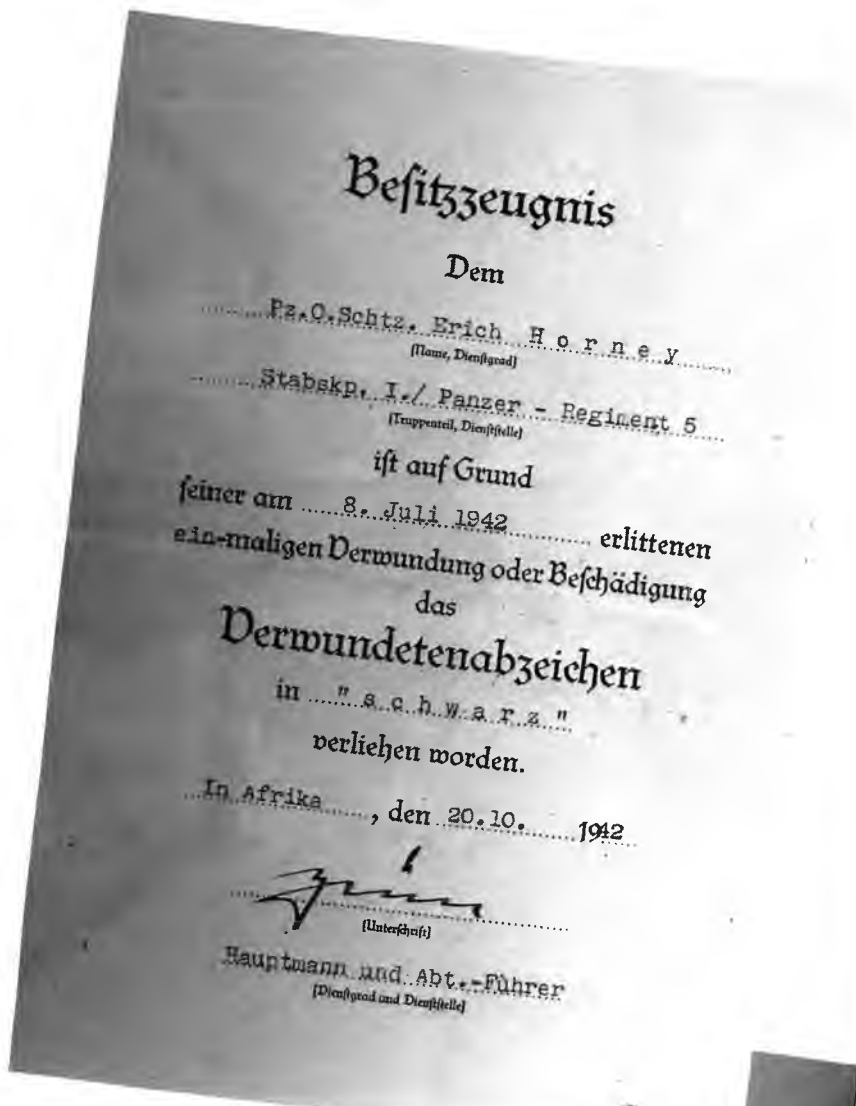 Besitzzeugnis
Dem
Pz.O.Schtz. Erich H o r n e y
(Name, Dienstgrad)
Stabskp, I./ Panzer - Regiment 5
(Truppenteil, Dienststelle)
ist auf Grund
seiner am 8. Juli 1942 erlittenen
ein-maligen Verwundung oder Beschädigung
das
Verwundetenabzeichen
in " s c h w a r z "
verliehen worden.
In Afrika, den 20.10. 1942
(Unterschrift)
Hauptmann und Abt.-Führer
(Dienstgrad und Dienststelle)